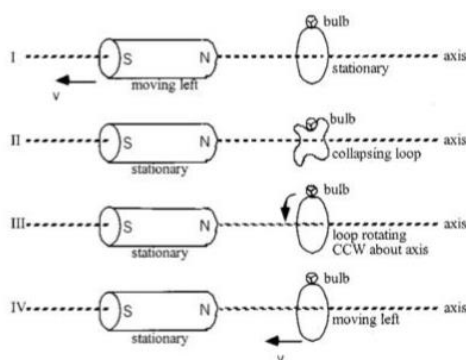 bulb
I S N axis
moving left stationary
v
bulb
II S N axis
collapsing loop
stationary
bulb
III S N axis
loop rotating
stationary CCW about axis
bulb
IV S N axis
stationary moving left
v